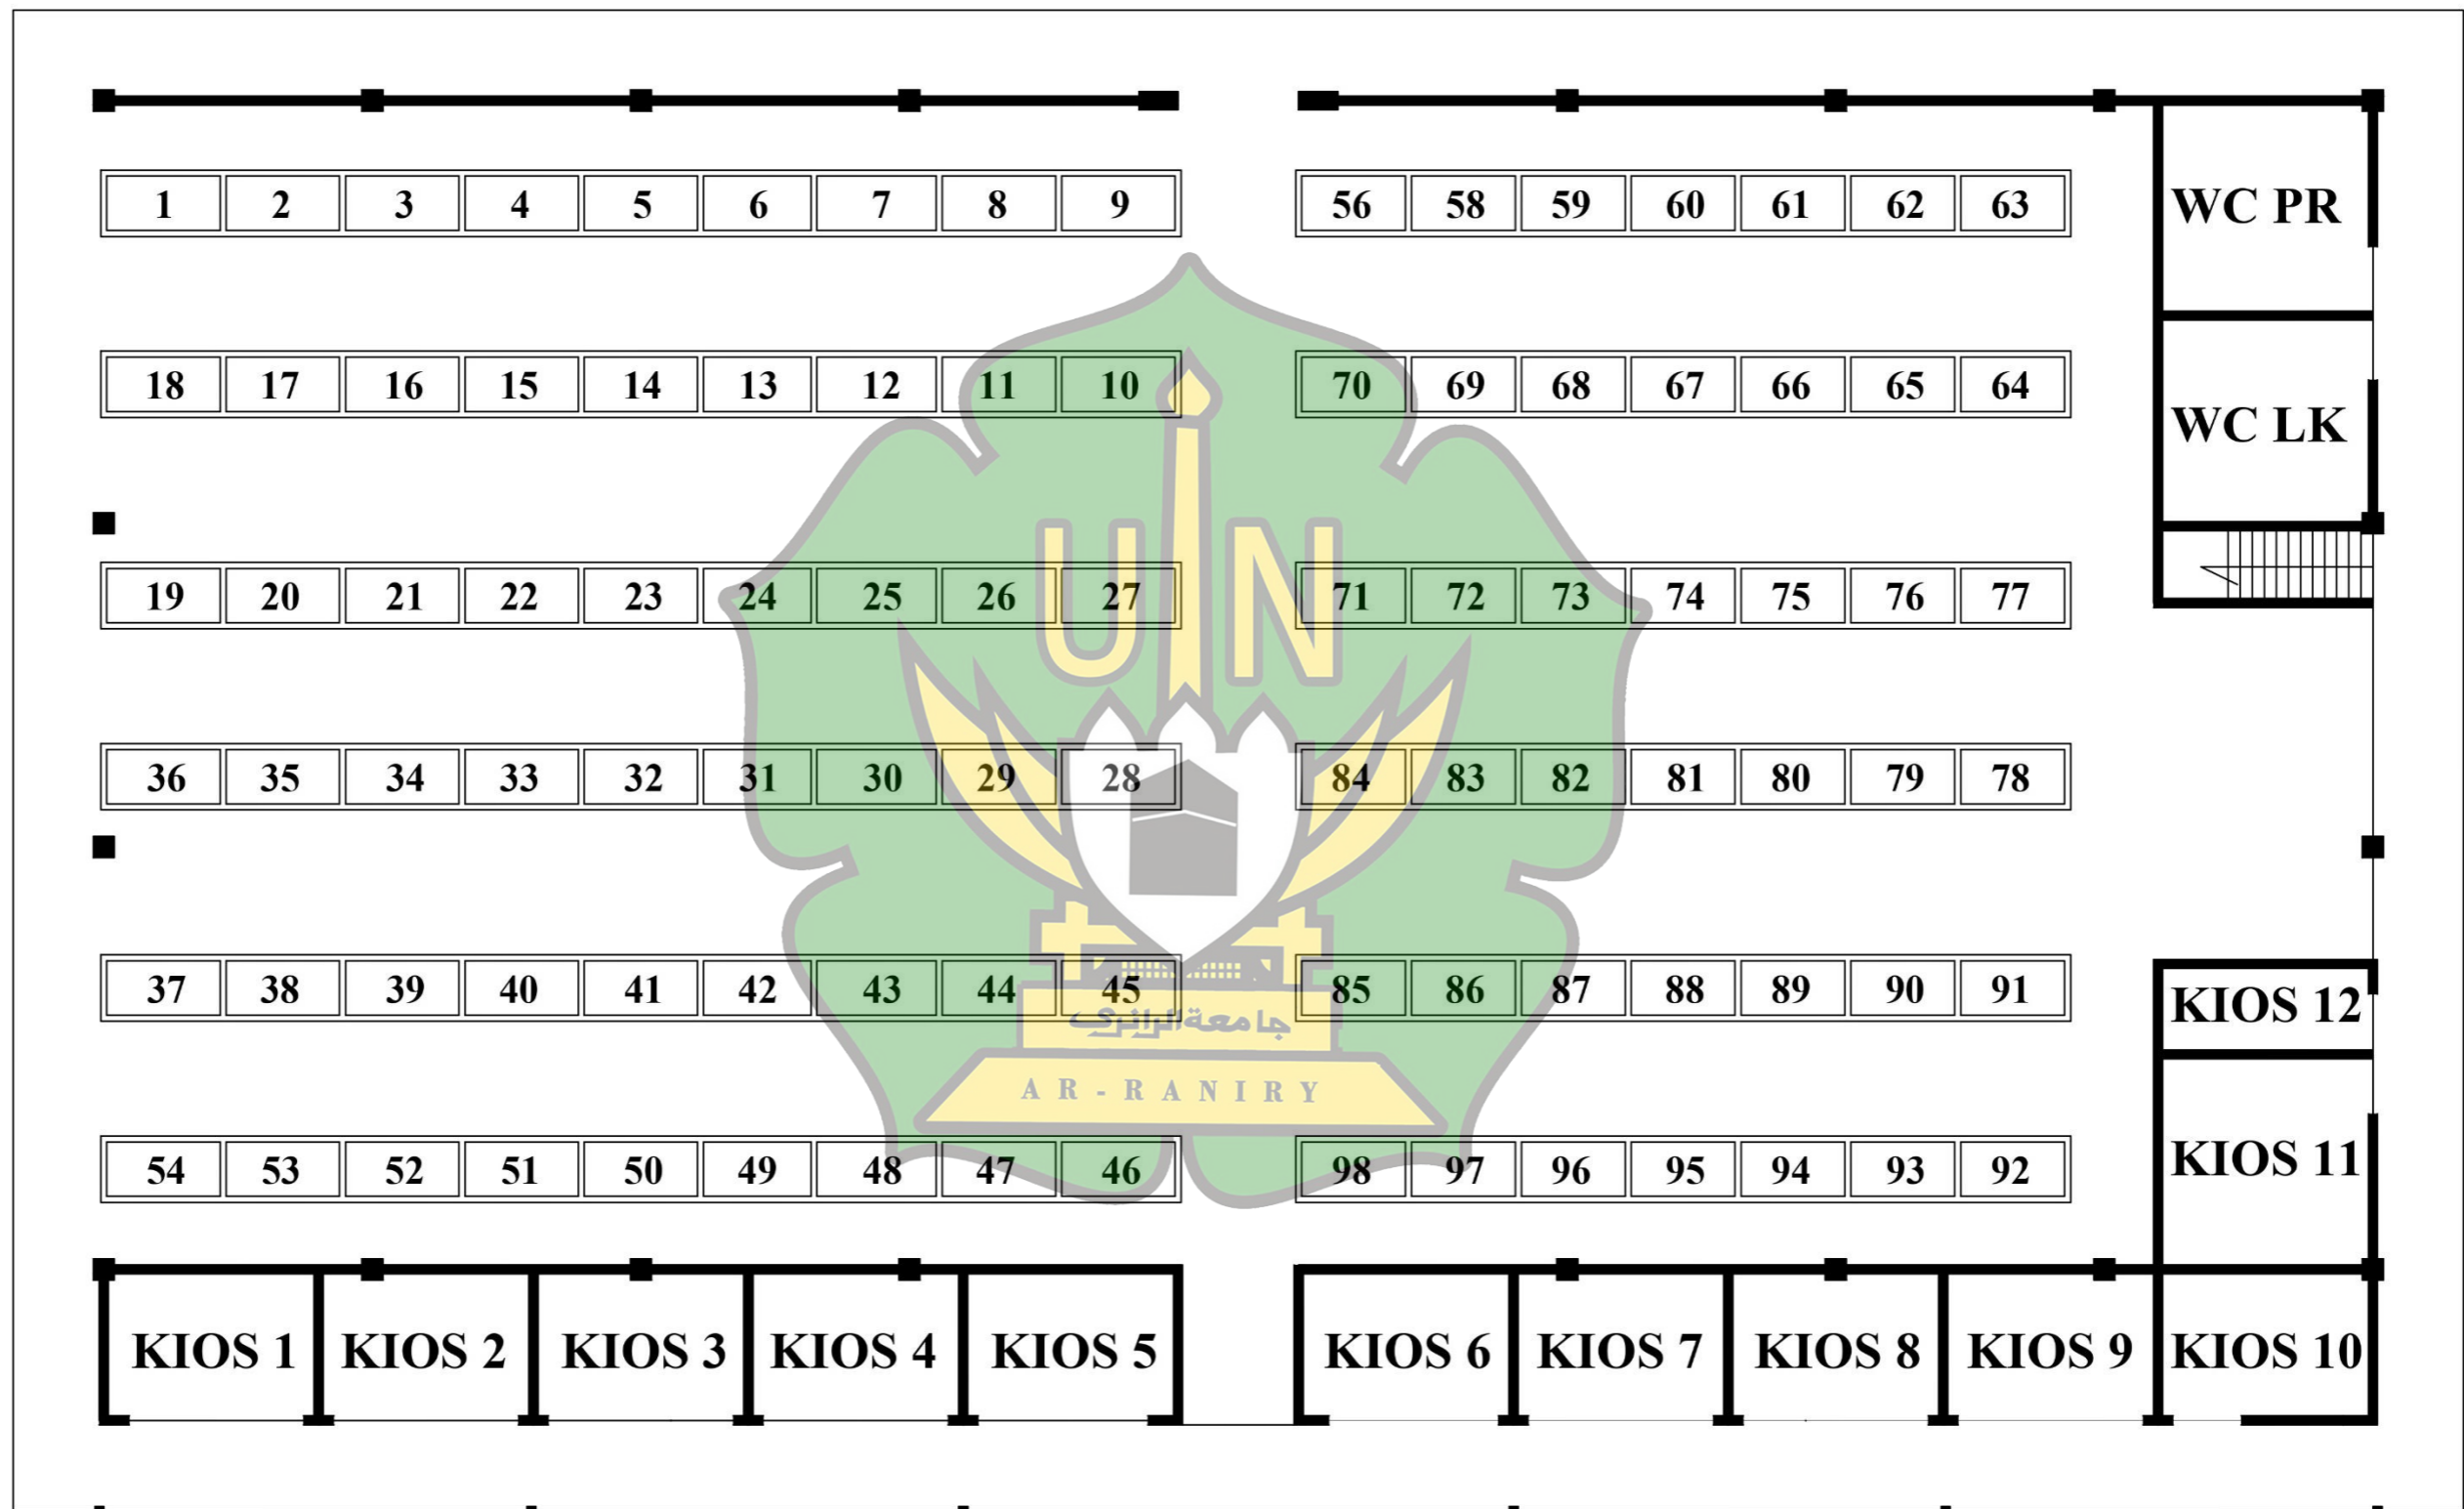 1 2 3 4 5 6 7 8 9 56 58 59 60 61 62 63 WC PR
18 17 16 15 14 13 12 11 10 70 69 68 67 66 65 64 WC LK
UIN
19 20 21 22 23 24 25 26 27 71 72 73 74 75 76 77
36 35 34 33 32 31 30 29 28 84 83 82 81 80 79 78
37 38 39 40 41 42 43 44 45 85 86 87 88 89 90 91 KIOS 12
جامعة الرانري
AR-RANIRY
54 53 52 51 50 49 48 47 46 98 97 96 95 94 93 92 KIOS 11
KIOS 1 KIOS 2 KIOS 3 KIOS 4 KIOS 5 KIOS 6 KIOS 7 KIOS 8 KIOS 9 KIOS 10